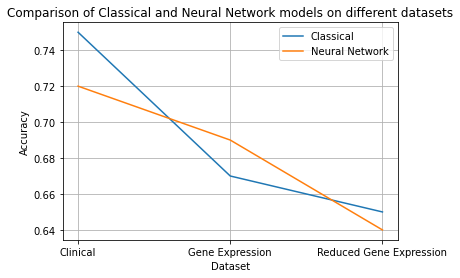 Comparison of Classical and Neural Network models on different datasets
Classical
Neural Network
0.74
0.72
0.70
0.68
0.66
0.64
Accuracy
Clinical
Gene Expression
Reduced Gene Expression
Dataset